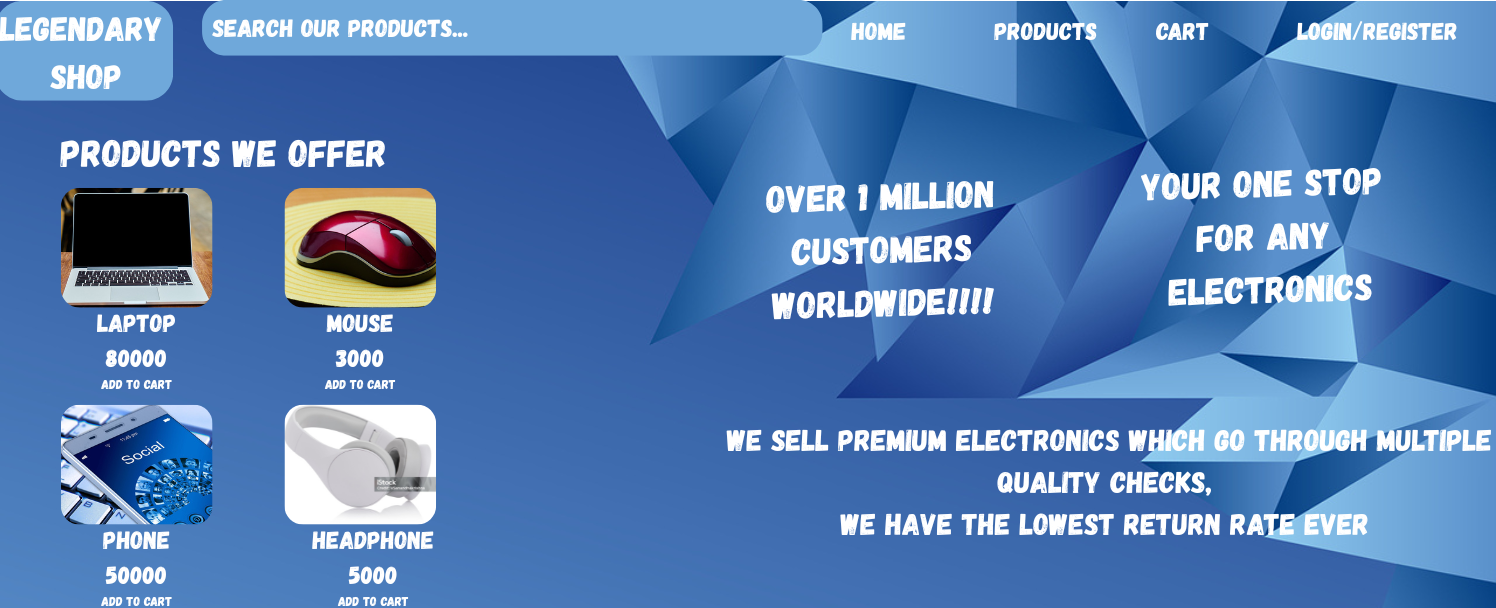 LEGENDARY
SHOP
SEARCH OUR PRODUCTS...
HOME
PRODUCTS
CART
LOGIN/REGISTER
PRODUCTS WE OFFER
LAPTOP
80000
ADD TO CART
MOUSE
3000
ADD TO CART
Social
PHONE
50000
ADD TO CART
iStock
HEADPHONE
5000
ADD TO CART
OVER 1 MILLION
CUSTOMERS
WORLDWIDE!!!!
YOUR ONE STOP
FOR ANY
ELECTRONICS
WE SELL PREMIUM ELECTRONICS WHICH GO THROUGH MULTIPLE
QUALITY CHECKS,
WE HAVE THE LOWEST RETURN RATE EVER